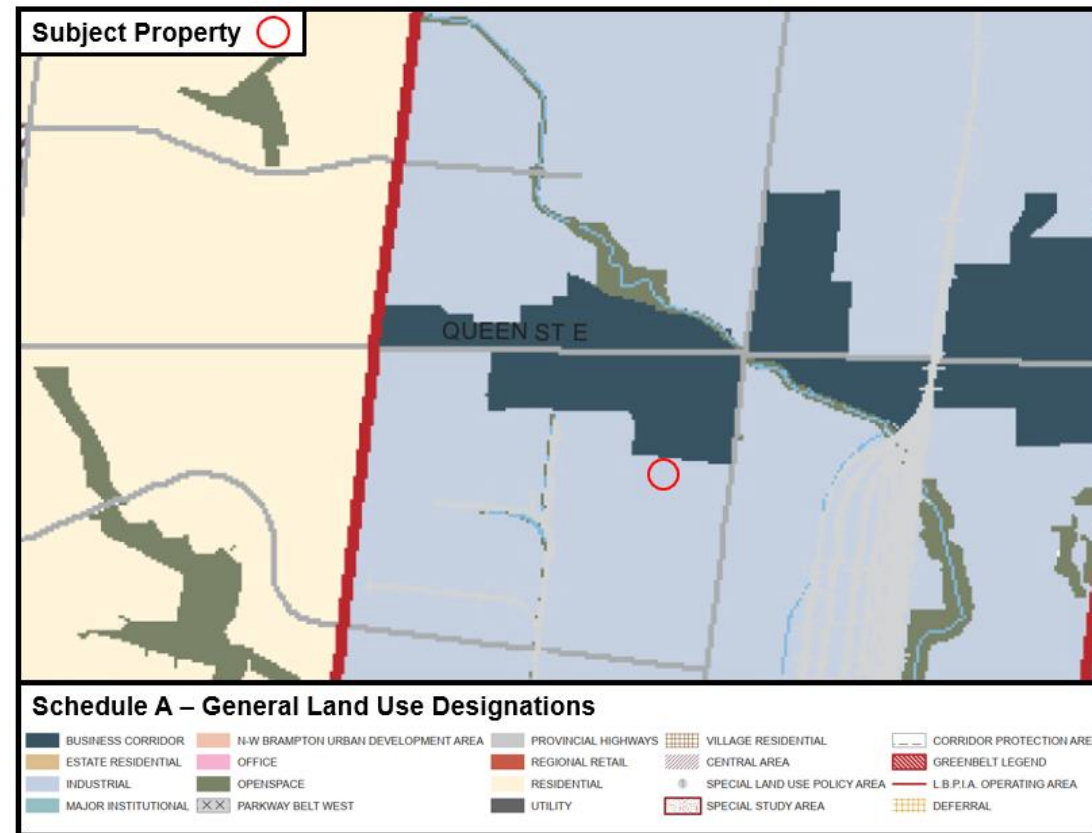 Subject Property
QUEEN ST E
Schedule A – General Land Use Designations
BUSINESS CORRIDOR
ESTATE RESIDENTIAL
INDUSTRIAL
MAJOR INSTITUTIONAL
N-W BRAMPTON URBAN DEVELOPMENT AREA
OFFICE
OPENSPACE
PARKWAY BELT WEST
PROVINCIAL HIGHWAYS
REGIONAL RETAIL
RESIDENTIAL
UTILITY
VILLAGE RESIDENTIAL
CENTRAL AREA
SPECIAL LAND USE POLICY AREA
SPECIAL STUDY AREA
CORRIDOR PROTECTION ARE
GREENBELT LEGEND
L.B.P.I.A. OPERATING AREA
DEFERRAL